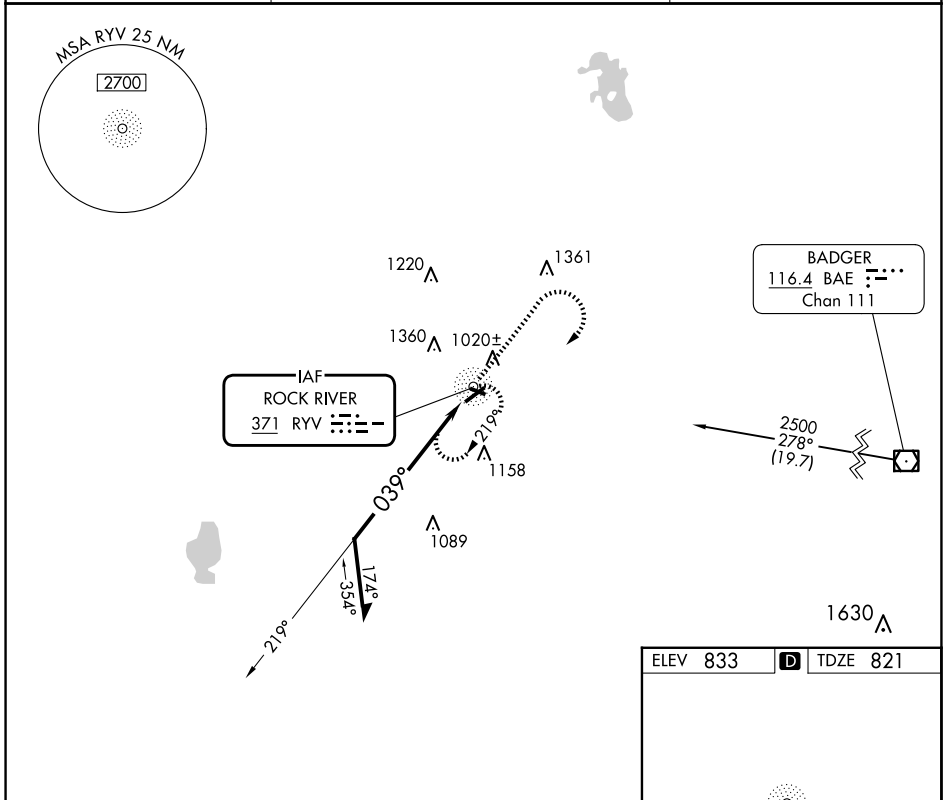 MSA RYV 25 NM
2700
1220
1361
BADGER
116.4 BAE
Chan 111
1360
1020±
IAF
ROCK RIVER
371 RYV
219°
2500
278°
(19.7)
1158
039°
1089
174°
354°
219°
1630
ELEV 833 D TDZE 821